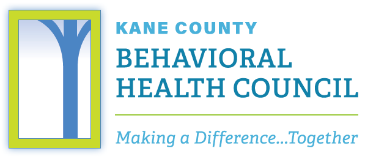 KANE COUNTY
BEHAVIORAL
HEALTH COUNCIL
Making a Difference...Together